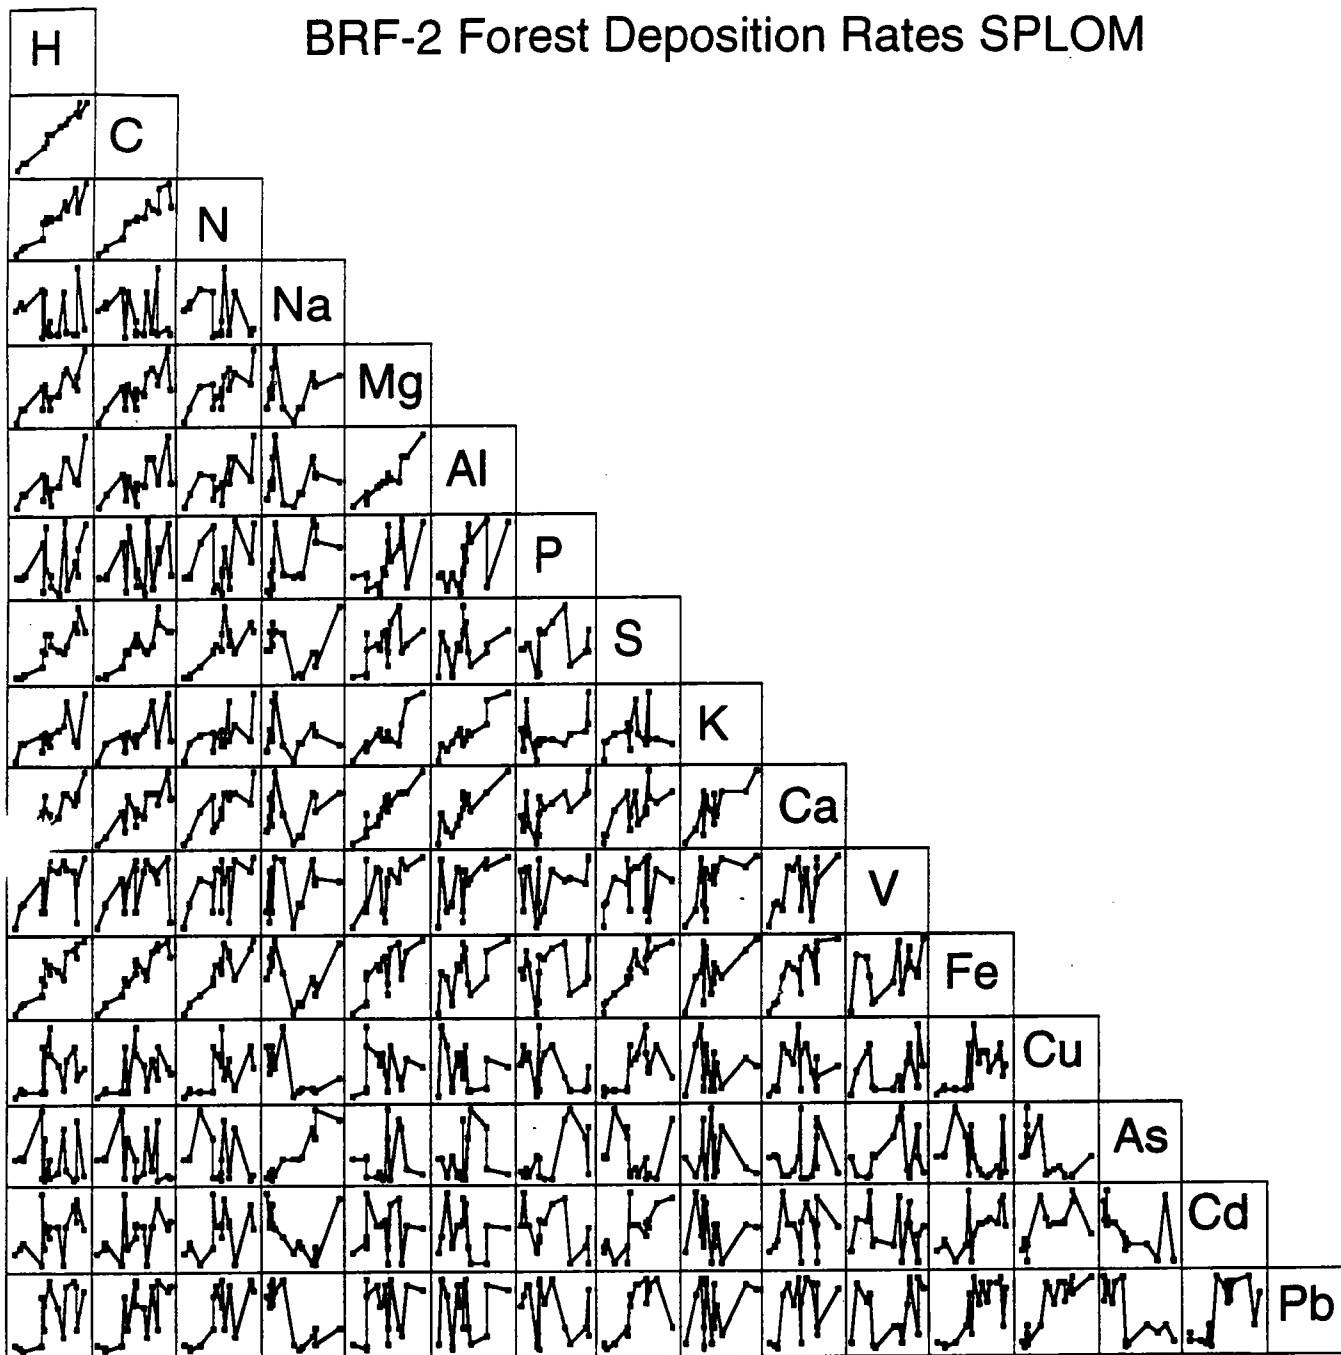 BRF-2 Forest Deposition Rates SPLOM
H
C
N
Na
Mg
Al
P
S
K
Ca
V
Fe
Cu
As
Cd
Pb